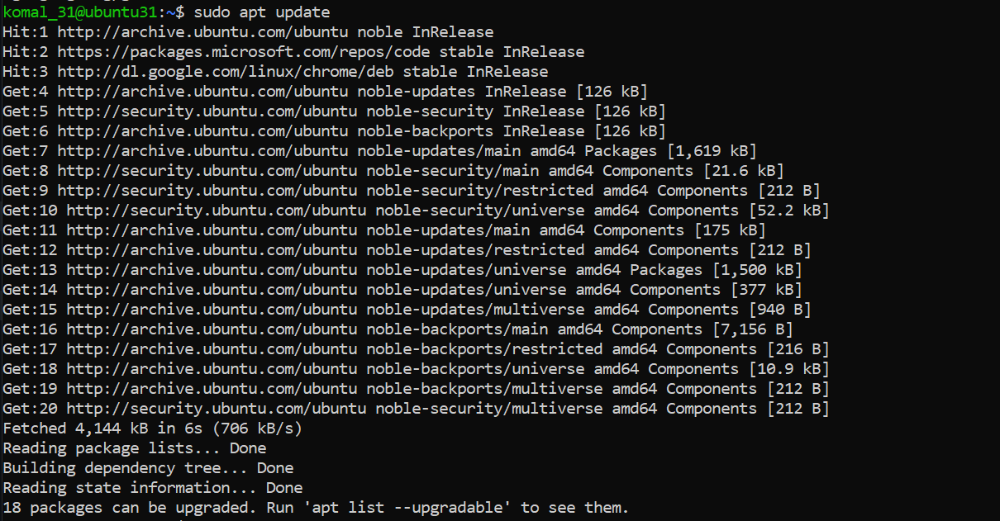 komal_31@ubuntu31:~$ sudo apt update
Hit:1 http://archive.ubuntu.com/ubuntu noble InRelease
Hit:2 https://packages.microsoft.com/repos/code stable InRelease
Hit:3 http://dl.google.com/linux/chrome/deb stable InRelease
Get:4 http://archive.ubuntu.com/ubuntu noble-updates InRelease [126 kB]
Get:5 http://security.ubuntu.com/ubuntu noble-security InRelease [126 kB]
Get:6 http://archive.ubuntu.com/ubuntu noble-backports InRelease [126 kB]
Get:7 http://archive.ubuntu.com/ubuntu noble-updates/main amd64 Packages [1,619 kB]
Get:8 http://security.ubuntu.com/ubuntu noble-security/main amd64 Components [21.6 kB]
Get:9 http://security.ubuntu.com/ubuntu noble-security/restricted amd64 Components [212 B]
Get:10 http://security.ubuntu.com/ubuntu noble-security/universe amd64 Components [52.2 kB]
Get:11 http://archive.ubuntu.com/ubuntu noble-updates/main amd64 Components [175 kB]
Get:12 http://archive.ubuntu.com/ubuntu noble-updates/restricted amd64 Components [212 B]
Get:13 http://archive.ubuntu.com/ubuntu noble-updates/universe amd64 Packages [1,500 kB]
Get:14 http://archive.ubuntu.com/ubuntu noble-updates/universe amd64 Components [377 kB]
Get:15 http://archive.ubuntu.com/ubuntu noble-updates/multiverse amd64 Components [940 B]
Get:16 http://archive.ubuntu.com/ubuntu noble-backports/main amd64 Components [7,156 B]
Get:17 http://archive.ubuntu.com/ubuntu noble-backports/restricted amd64 Components [216 B]
Get:18 http://archive.ubuntu.com/ubuntu noble-backports/universe amd64 Components [10.9 kB]
Get:19 http://archive.ubuntu.com/ubuntu noble-backports/multiverse amd64 Components [212 B]
Get:20 http://security.ubuntu.com/ubuntu noble-security/multiverse amd64 Components [212 B]
Fetched 4,144 kB in 6s (706 kB/s)
Reading package lists... Done
Building dependency tree... Done
Reading state information... Done
18 packages can be upgraded. Run 'apt list --upgradable' to see them.